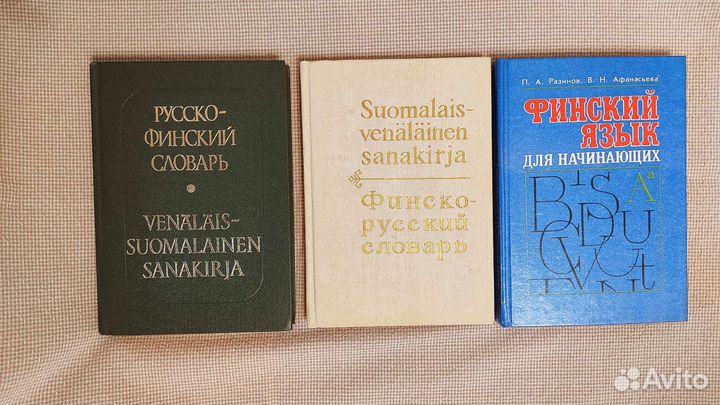 РУССКО-
ФИНСКИЙ
СЛОВАРЬ
VENÄLÄIS-
SUOMALAINEN
SANAKIRJA
Suomalais-
venäläinen
sanakirja
Финско-
русский
словарь
П. А. Разинов, В. Н. Афанасьева
ФИНСКИЙ
ЯЗЫК
ДЛЯ НАЧИНАЮЩИХ
Avito